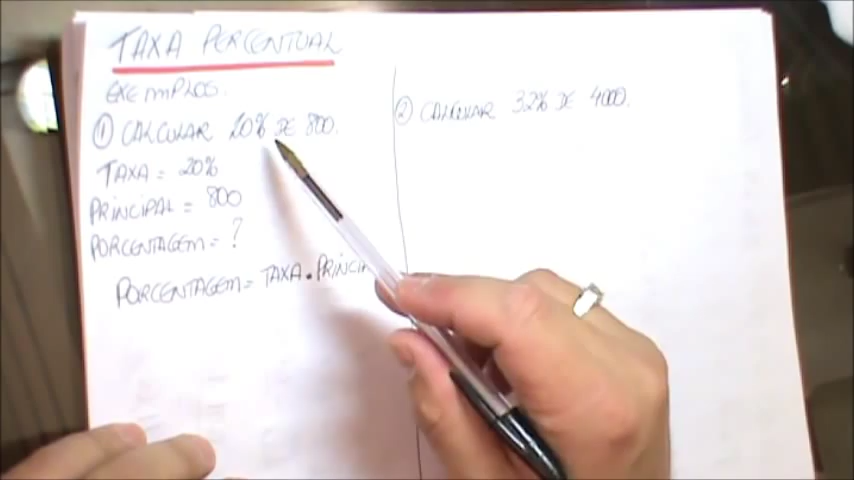 TAXA PERCENTUAL
EXEMPLOS.
① CALCULAR 20% DE 800.
TAXA = 20%
PRINCIPAL = 800
PORCENTAGEM = ?
PORCENTAGEM = TAXA . PRINCI
② CALCULAR 32% DE 4000.